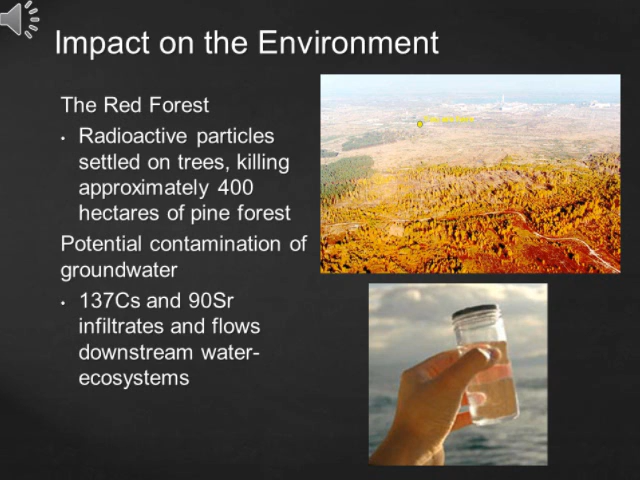 Impact on the Environment
The Red Forest
• Radioactive particles
settled on trees, killing
approximately 400
hectares of pine forest
Potential contamination of
groundwater
• 137Cs and 90Sr
infiltrates and flows
downstream water-
ecosystems